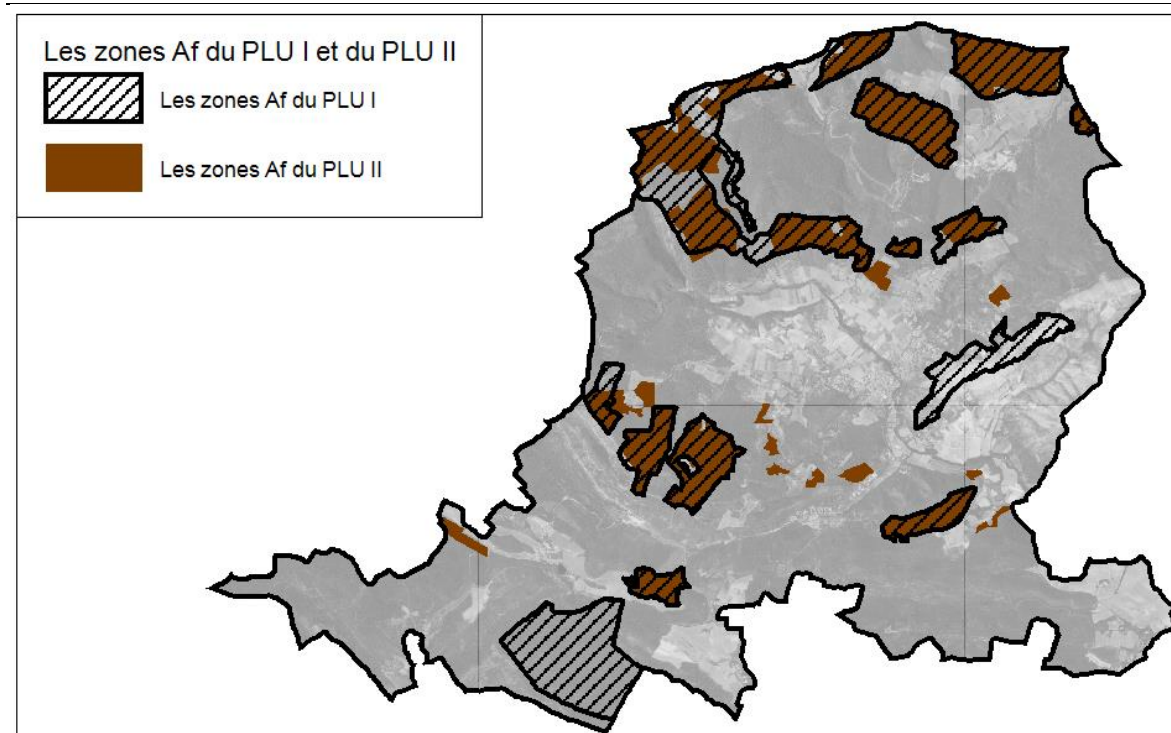 Les zones Af du PLU I et du PLU II
Les zones Af du PLU I
Les zones Af du PLU II